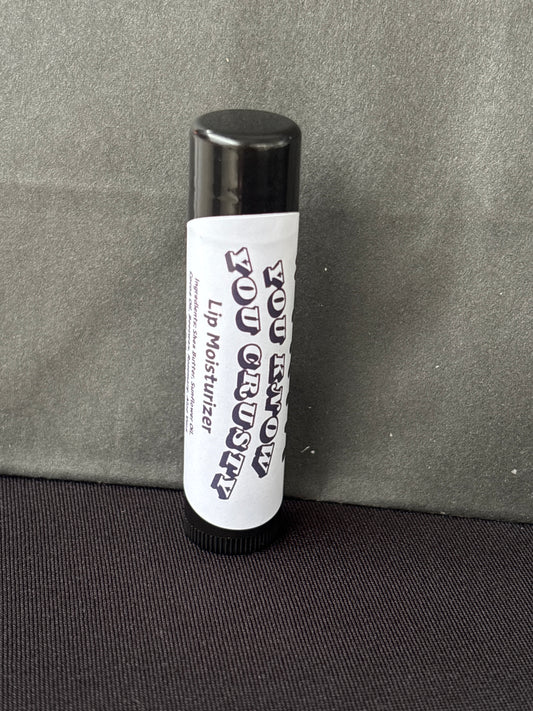 YOU KNOW
YOU CRUSTY
Lip Moisturizer
Ingredients: Shea Butter, Sunflower Oil,